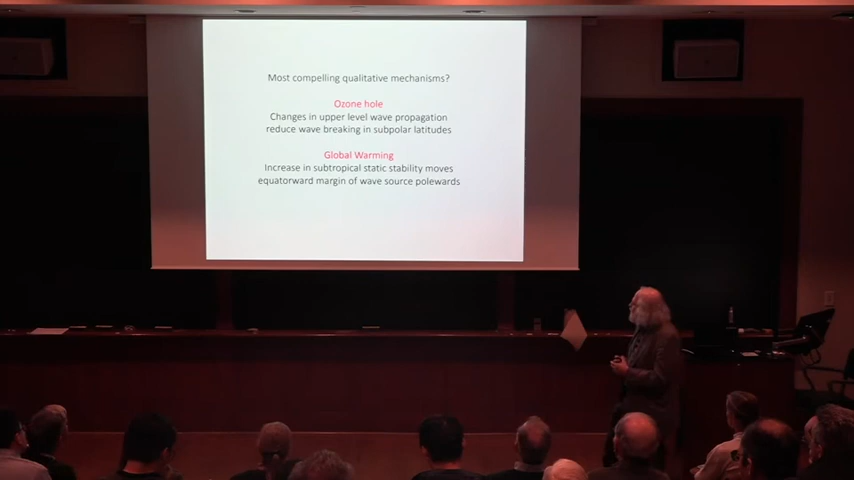 Most compelling qualitative mechanisms?
Ozone hole
Changes in upper level wave propagation
reduce wave breaking in subpolar latitudes
Global Warming
Increase in subtropical static stability moves
equatorward margin of wave source polewards